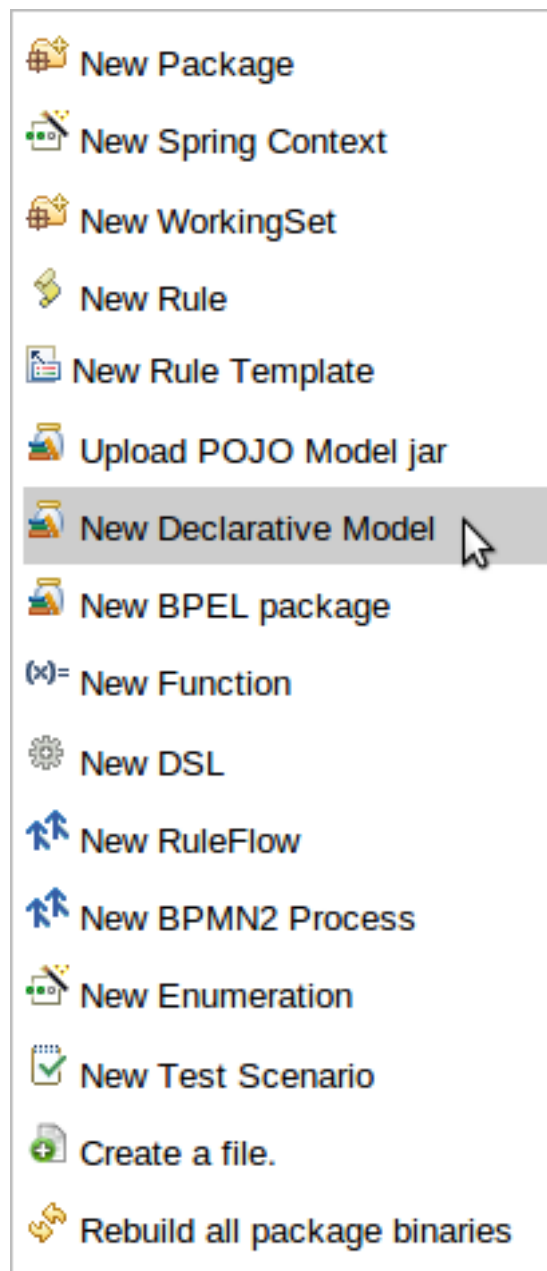 New Package
New Spring Context
New WorkingSet
New Rule
New Rule Template
Upload POJO Model jar
New Declarative Model
New BPEL package
(x)= New Function
New DSL
New RuleFlow
New BPMN2 Process
New Enumeration
New Test Scenario
Create a file.
Rebuild all package binaries